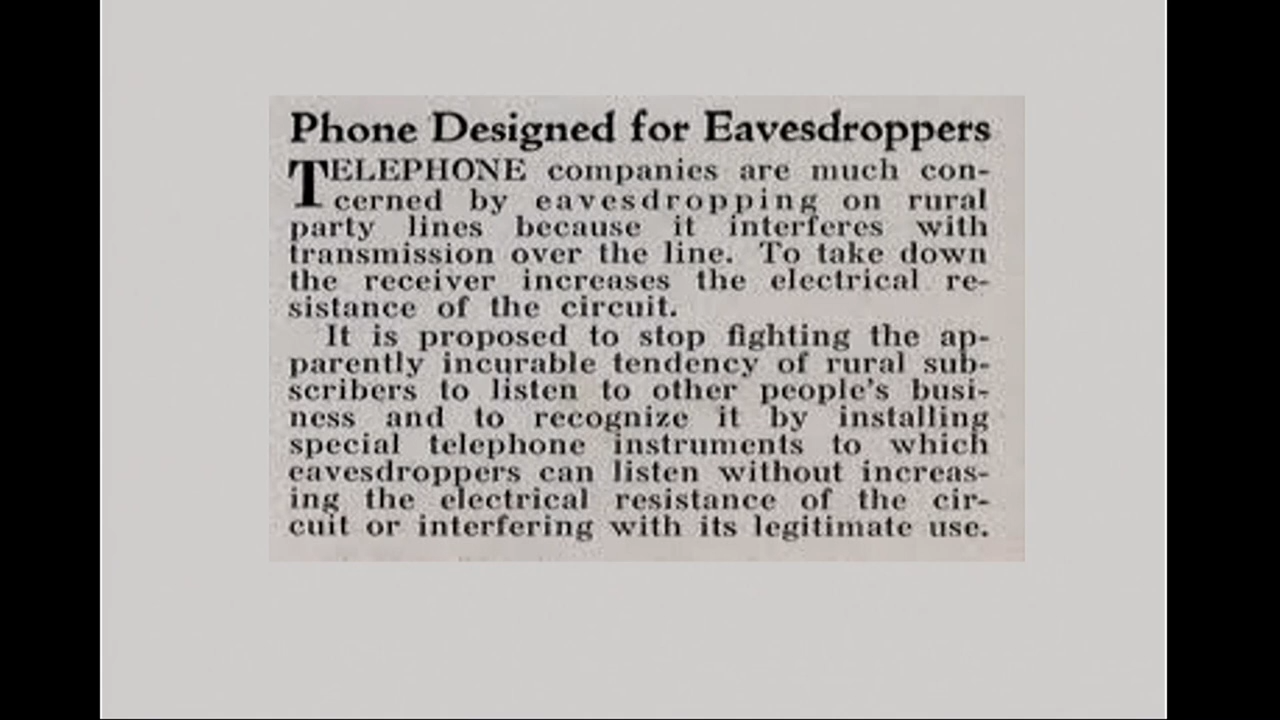 Phone Designed for Eavesdroppers
TELEPHONE companies are much con-
cerned by eavesdropping on rural
party lines because it interferes with
transmission over the line. To take down
the receiver increases the electrical re-
sistance of the circuit.
It is proposed to stop fighting the ap-
parently incurable tendency of rural sub-
scribers to listen to other people's busi-
ness and to recognize it by installing
special telephone instruments to which
eavesdroppers can listen without increas-
ing the electrical resistance of the cir-
cuit or interfering with its legitimate use.